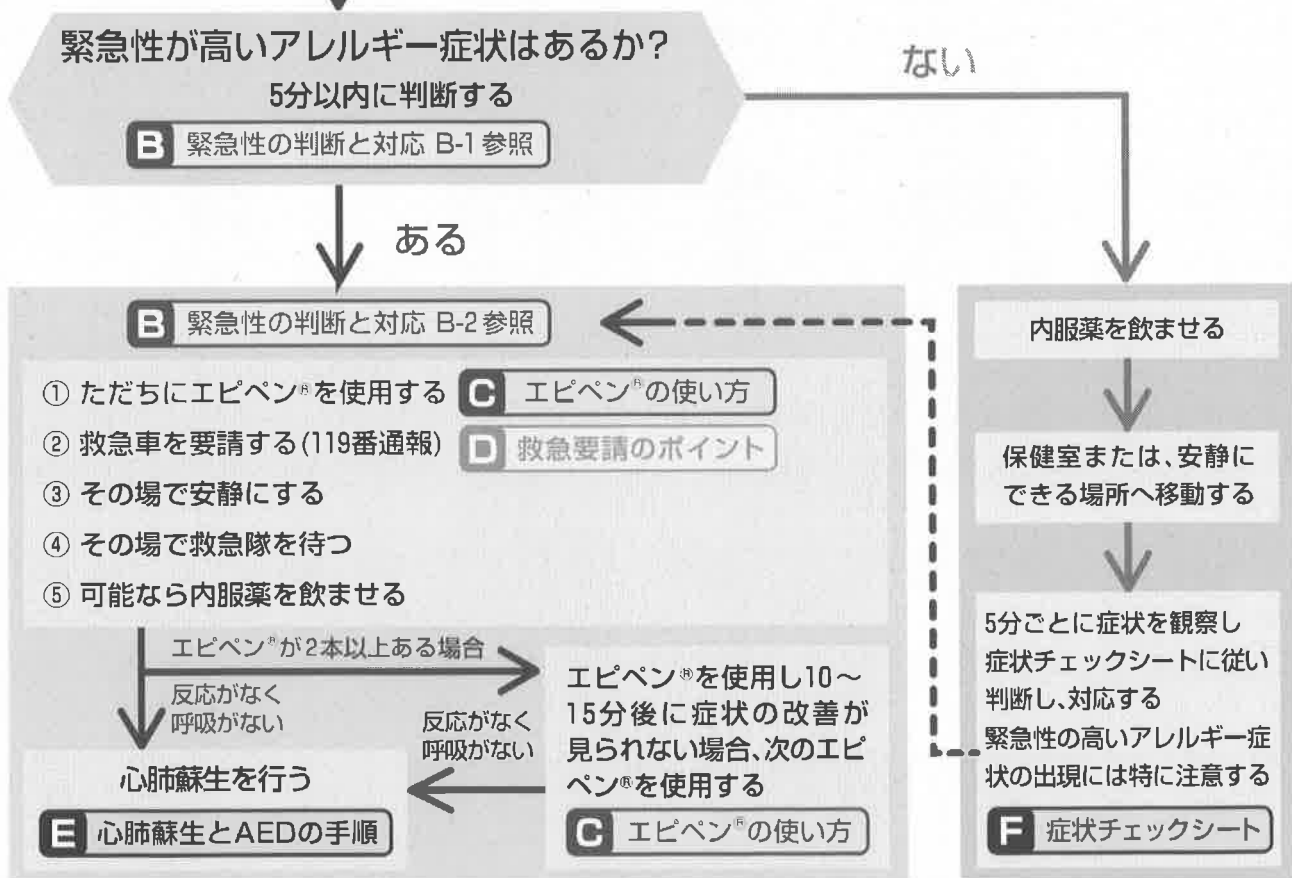 緊急性が高いアレルギー症状はあるか?
5分以内に判断する
B 緊急性の判断と対応 B-1参照
ない
ある
B 緊急性の判断と対応 B-2参照
① ただちにエピペン®を使用する C エピペン®の使い方
② 救急車を要請する(119番通報) D 救急要請のポイント
③ その場で安静にする
④ その場で救急隊を待つ
⑤ 可能なら内服薬を飲ませる
エピペン®が2本以上ある場合
反応がなく
呼吸がない
エピペン®を使用し10〜
15分後に症状の改善が
見られない場合、次のエピ
ペン®を使用する
C エピペン®の使い方
反応がなく
呼吸がない
心肺蘇生を行う
E 心肺蘇生とAEDの手順
内服薬を飲ませる
保健室または、安静に
できる場所へ移動する
5分ごとに症状を観察し
症状チェックシートに従い
判断し、対応する
緊急性の高いアレルギー症
状の出現には特に注意する
F 症状チェックシート